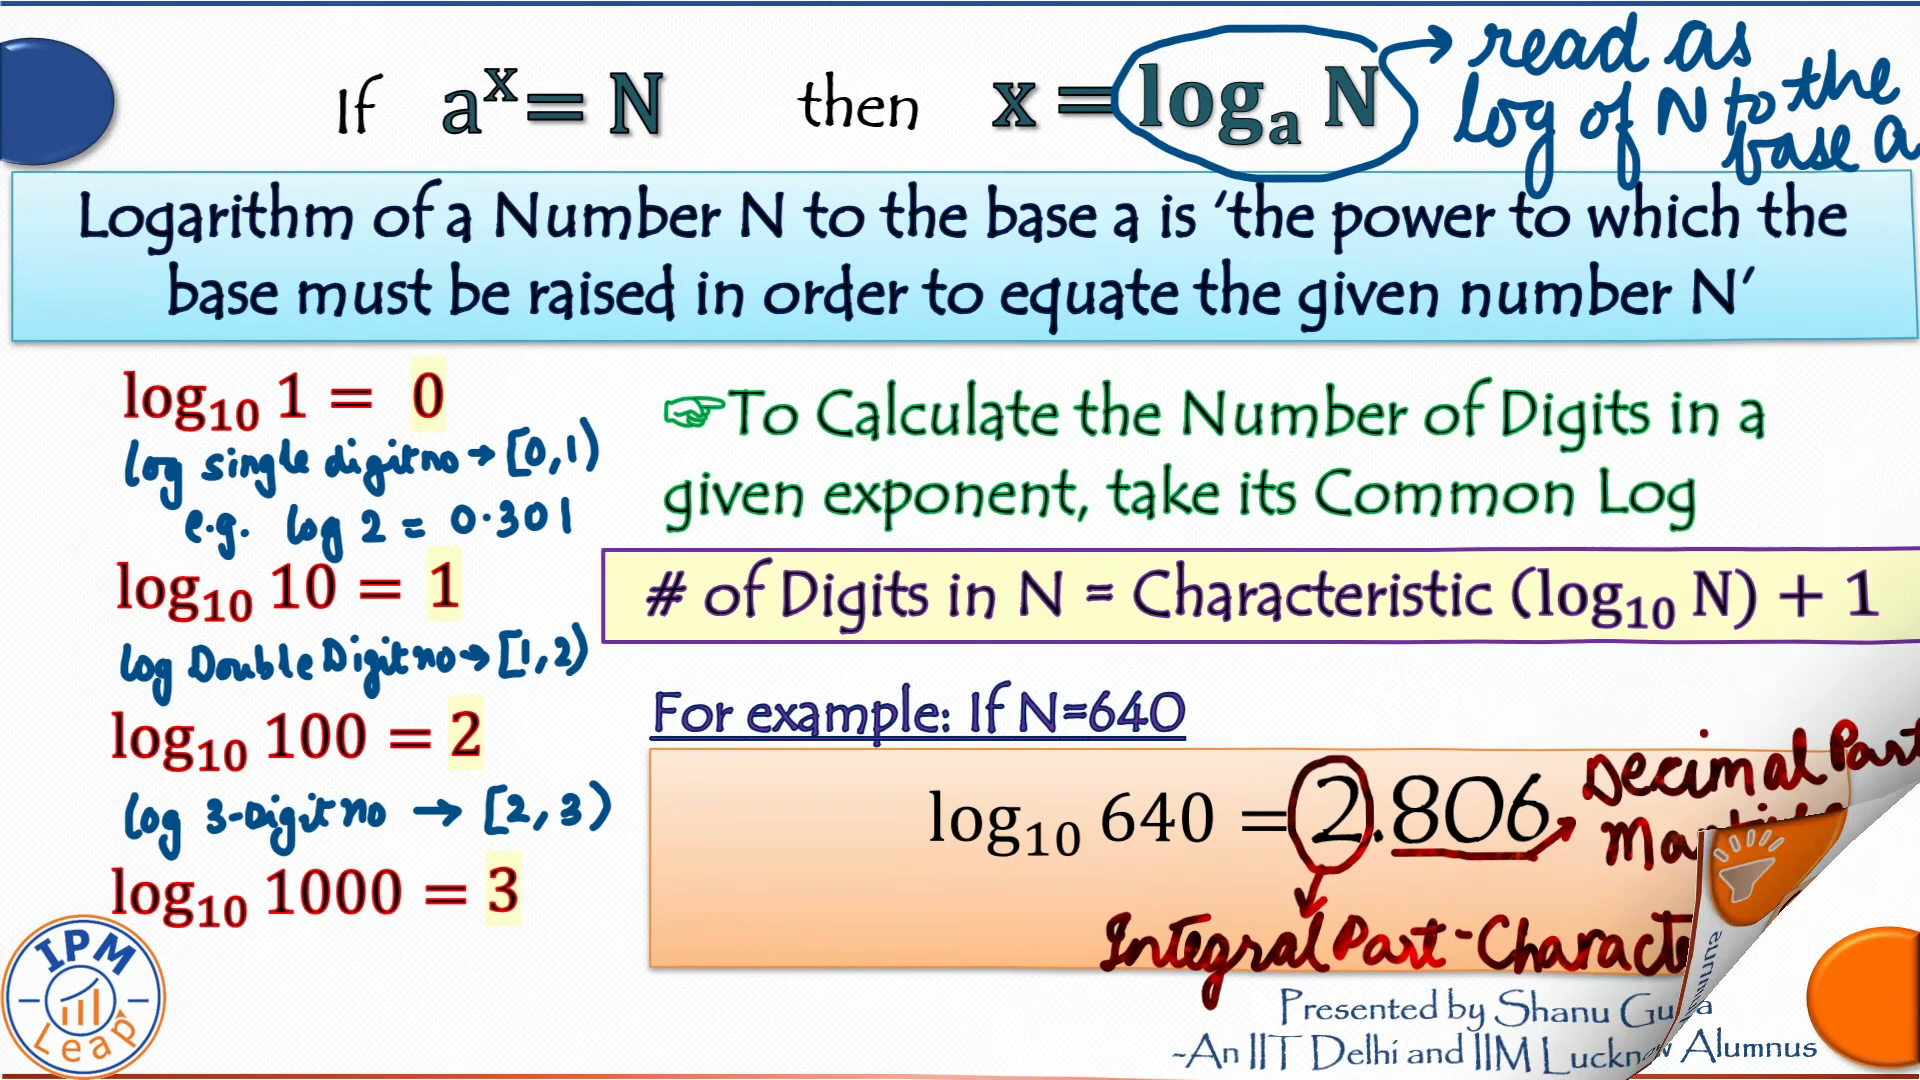 If aˣ = N then x = logₐ N
read as
log of N to the
base a
Logarithm of a Number N to the base a is 'the power to which the
base must be raised in order to equate the given number N'
log₁₀ 1 = 0
log single digit no → [0,1)
e.g. log 2 = 0.301
log₁₀ 10 = 1
log Double Digit no → [1,2)
log₁₀ 100 = 2
log 3-Digit no → [2,3)
log₁₀ 1000 = 3
☞To Calculate the Number of Digits in a
given exponent, take its Common Log
# of Digits in N = Characteristic (log₁₀ N) + 1
For example: If N=640
log₁₀ 640 = 2.806
Decimal Part
Integral Part -
Presented by Shanu
-An IIT Delhi and IIM Alumnus
IPM
Leap